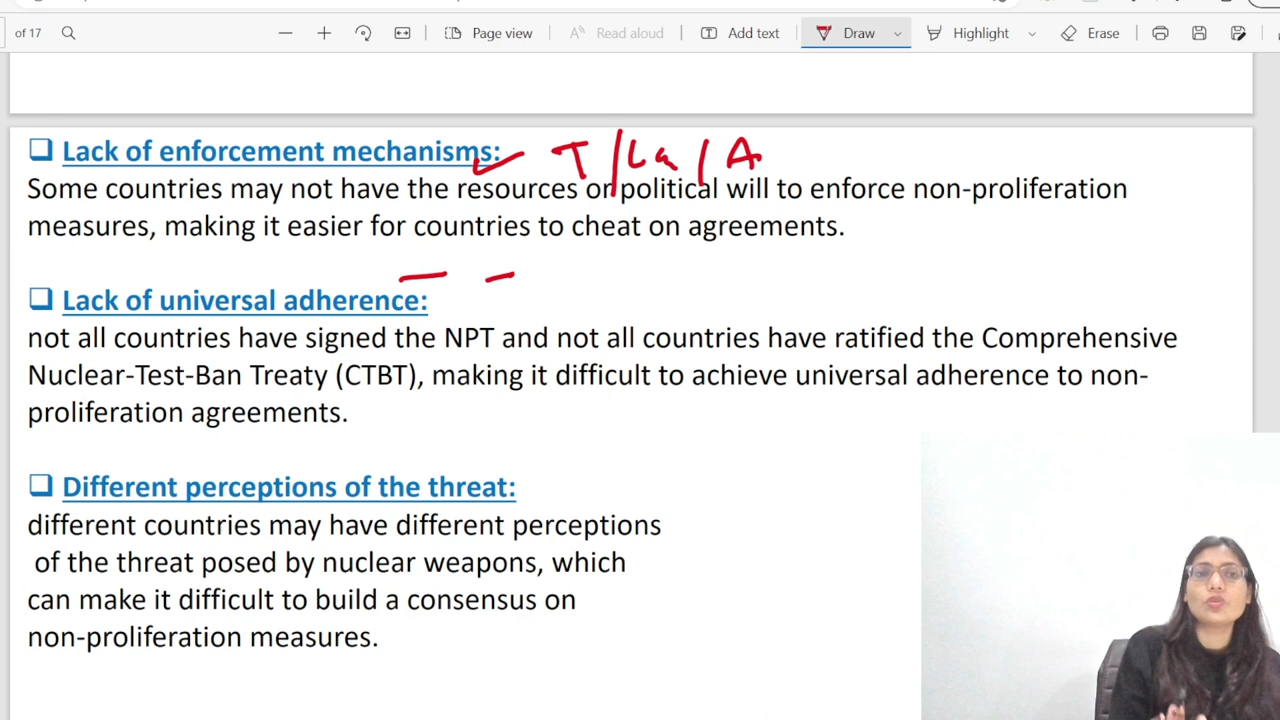 of 17
Page view
Read aloud
Add text
Draw
Highlight
Erase
Lack of enforcement mechanisms: T/La/A
Some countries may not have the resources or political will to enforce non-proliferation
measures, making it easier for countries to cheat on agreements.
Lack of universal adherence:
not all countries have signed the NPT and not all countries have ratified the Comprehensive
Nuclear-Test-Ban Treaty (CTBT), making it difficult to achieve universal adherence to non-
proliferation agreements.
Different perceptions of the threat:
different countries may have different perceptions
of the threat posed by nuclear weapons, which
can make it difficult to build a consensus on
non-proliferation measures.